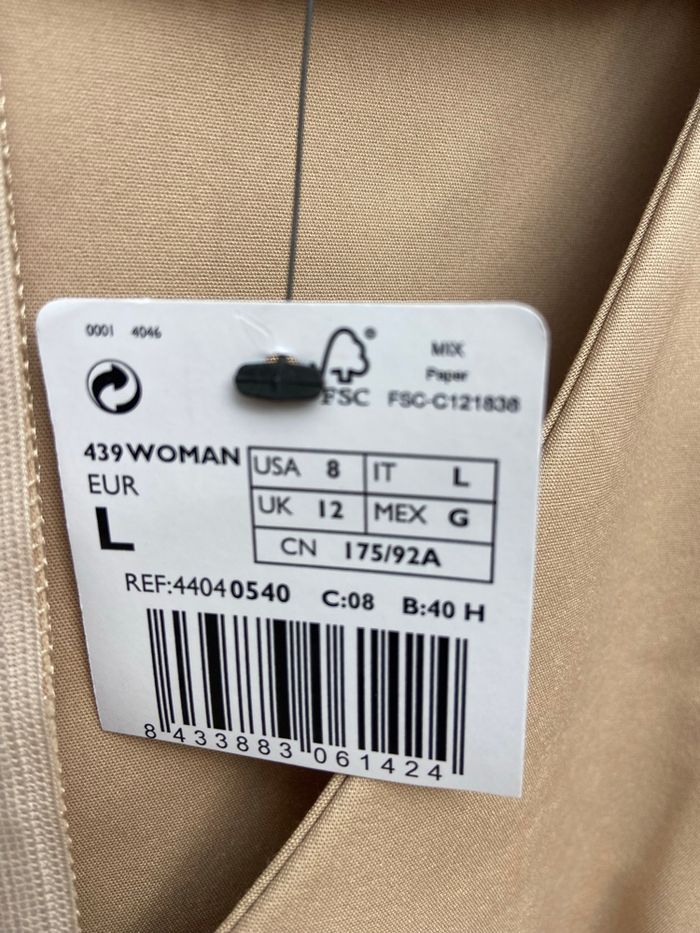 0001 4046
® MIX
Paper
FSC FSC-C121838
439 WOMAN
EUR
L
USA 8 IT L
UK 12 MEX G
CN 175/92A
REF:4404 0540 C:08 B:40 H
8 433883 061424